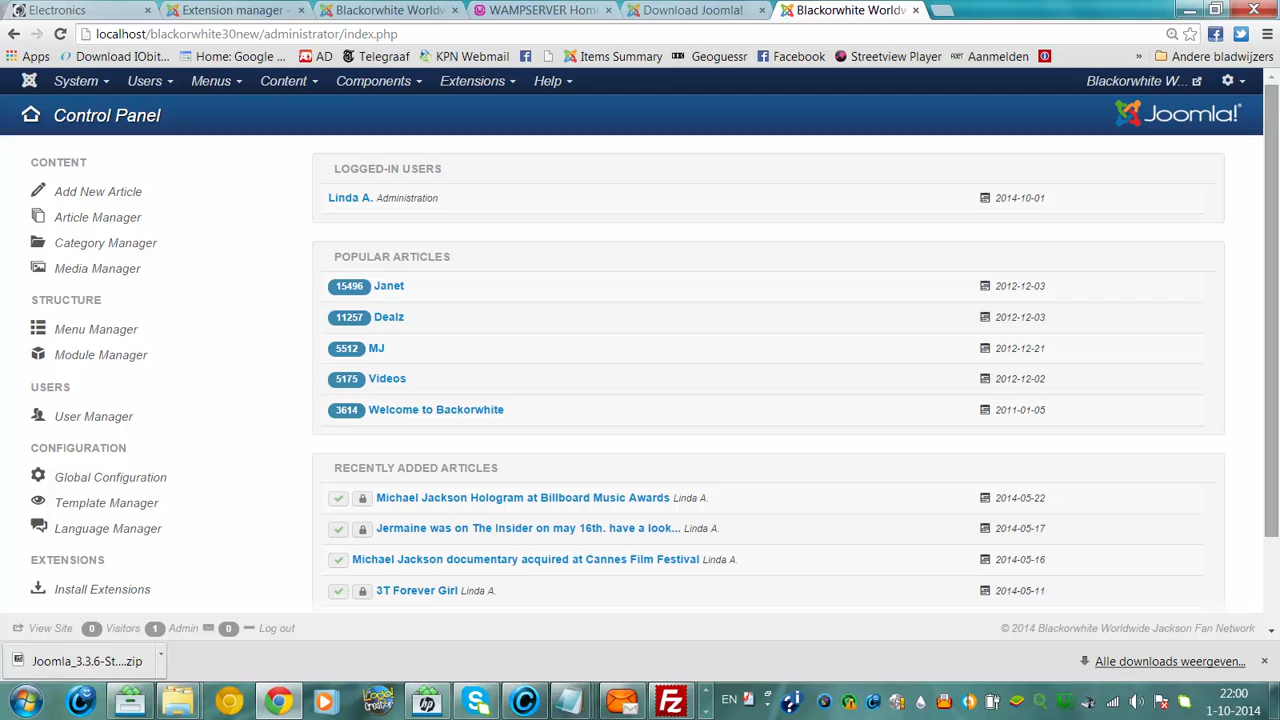 Electronics
Extension manager -
Blackorwhite Worldw
WAMPSERVER Home
Download Joomla!
Blackorwhite Worldw
localhost/blackorwhite30new/administrator/index.php
Apps Download IObit... Home: Google ... AD Telegraaf KPN Webmail Items Summary Geoguessr Facebook Streetview Player Aanmelden » Andere bladwijzers
System Users Menus Content Components Extensions Help Blackorwhite W...
Control Panel Joomla!®
CONTENT
Add New Article
Article Manager
Category Manager
Media Manager
STRUCTURE
Menu Manager
Module Manager
USERS
User Manager
CONFIGURATION
Global Configuration
Template Manager
Language Manager
EXTENSIONS
Install Extensions
LOGGED-IN USERS
Linda A. Administration 2014-10-01
POPULAR ARTICLES
15496 Janet 2012-12-03
11257 Dealz 2012-12-03
5512 MJ 2012-12-21
5175 Videos 2012-12-02
3614 Welcome to Backorwhite 2011-01-05
RECENTLY ADDED ARTICLES
Michael Jackson Hologram at Billboard Music Awards Linda A. 2014-05-22
Jermaine was on The Insider on may 16th. have a look... Linda A. 2014-05-17
Michael Jackson documentary acquired at Cannes Film Festival Linda A. 2014-05-16
3T Forever Girl Linda A. 2014-05-11
View Site 0 Visitors 1 Admin 0 Log out © 2014 Blackorwhite Worldwide Jackson Fan Network
Joomla_3.3.6-St....zip Alle downloads weergeven...
EN 22:00
1-10-2014